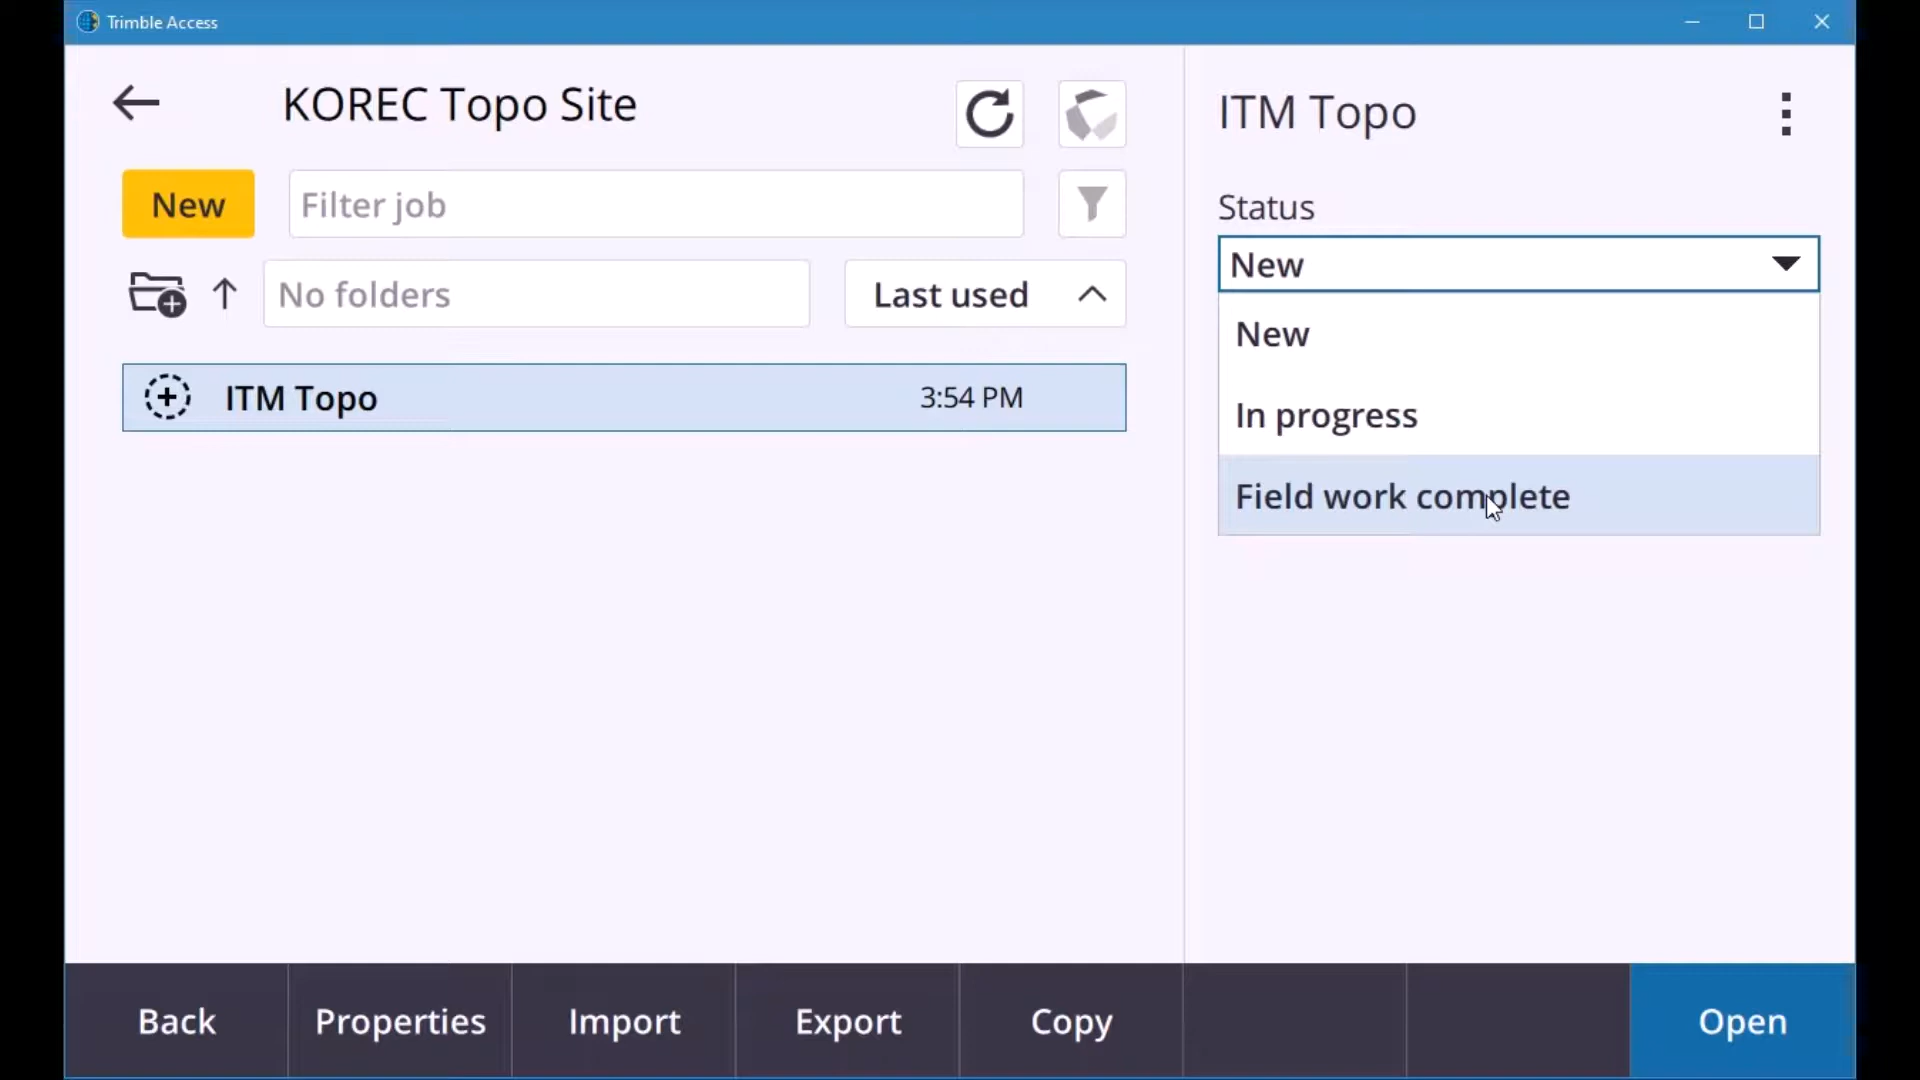 Trimble Access
KOREC Topo Site
New
Filter job
No folders
Last used
ITM Topo
3:54 PM
ITM Topo
Status
New
New
In progress
Field work complete
Back
Properties
Import
Export
Copy
Open